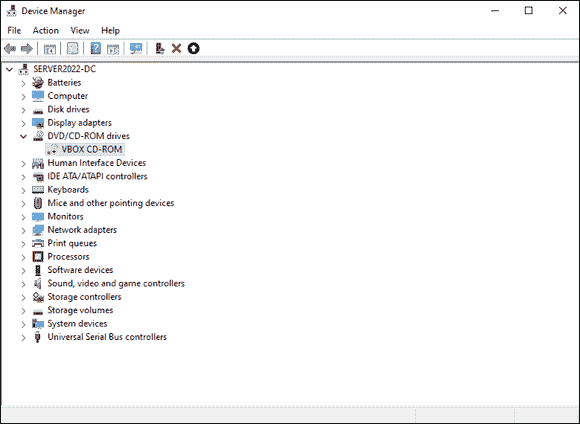 Device Manager
File Action View Help
SERVER2022-DC
Batteries
Computer
Disk drives
Display adapters
DVD/CD-ROM drives
VBOX CD-ROM
Human Interface Devices
IDE ATA/ATAPI controllers
Keyboards
Mice and other pointing devices
Monitors
Network adapters
Print queues
Processors
Software devices
Sound, video and game controllers
Storage controllers
Storage volumes
System devices
Universal Serial Bus controllers